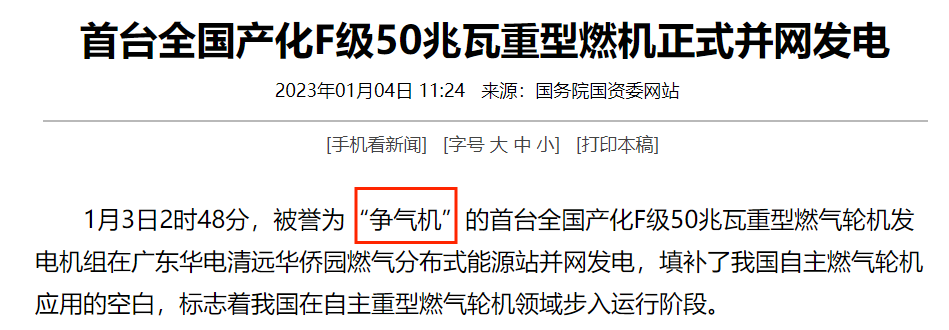 首台全国产化F级50兆瓦重型燃机正式并网发电
2023年01月04日 11:24 来源：国务院国资委网站
[手机看新闻] [字号 大 中 小] [打印本稿]
1月3日2时48分，被誉为“争气机”的首台全国产化F级50兆瓦重型燃气轮机发
电机组在广东华电清远华侨园燃气分布式能源站并网发电，填补了我国自主燃气轮机
应用的空白，标志着我国在自主重型燃气轮机领域步入运行阶段。